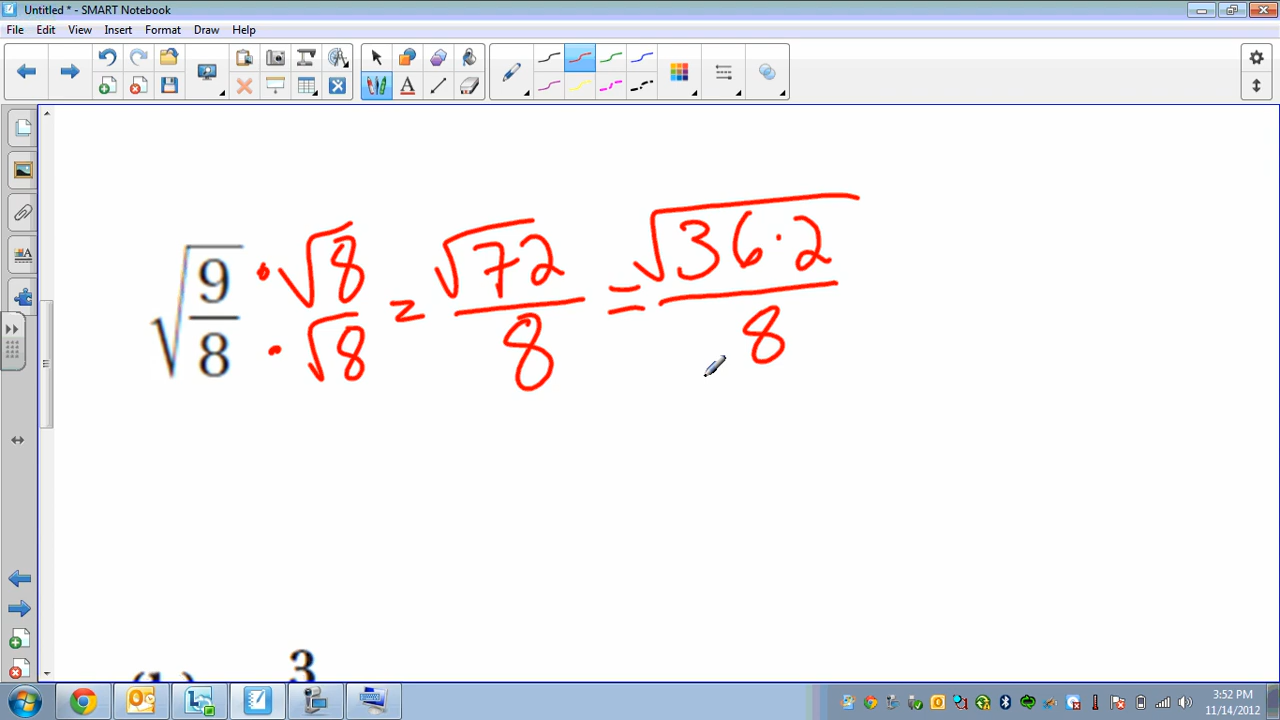 Untitled * - SMART Notebook
File Edit View Insert Format Draw Help
√(9/8) · √8/√8 = √72/8 = √(36·2)/8
3
3:52 PM
11/14/2012